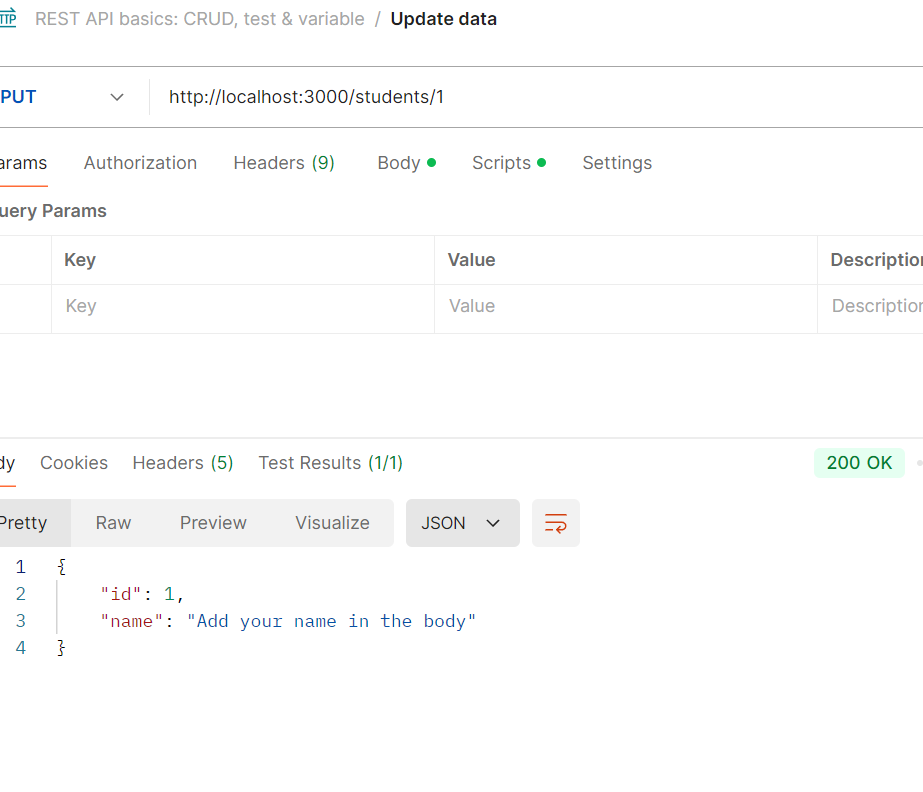 TTP REST API basics: CRUD, test & variable / Update data
PUT http://localhost:3000/students/1
arams Authorization Headers (9) Body Scripts Settings
uery Params
Key Value Description
Key Value Description
dy Cookies Headers (5) Test Results (1/1) 200 OK
Pretty Raw Preview Visualize JSON
1 {
2 "id": 1,
3 "name": "Add your name in the body"
4 }